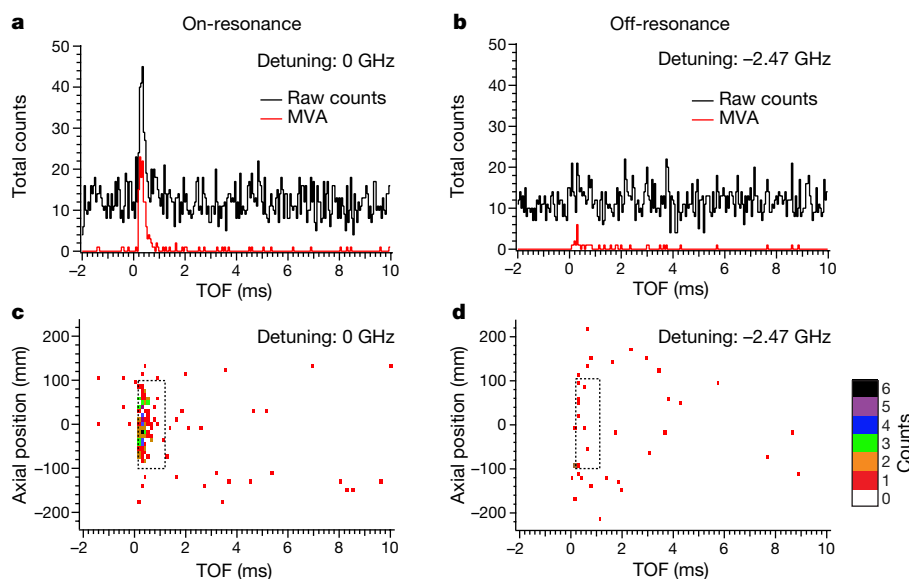 a On-resonance
Detuning: 0 GHz
Raw counts
MVA
Total counts
50
40
30
20
10
0
−2 0 2 4 6 8 10
TOF (ms)
b Off-resonance
Detuning: −2.47 GHz
Raw counts
MVA
Total counts
50
40
30
20
10
0
−2 0 2 4 6 8 10
TOF (ms)
c
Detuning: 0 GHz
Axial position (mm)
200
100
0
−100
−200
−2 0 2 4 6 8 10
TOF (ms)
d
Detuning: −2.47 GHz
Axial position (mm)
200
100
0
−100
−200
−2 0 2 4 6 8 10
TOF (ms)
6
5
4
3
2
1
0
Counts